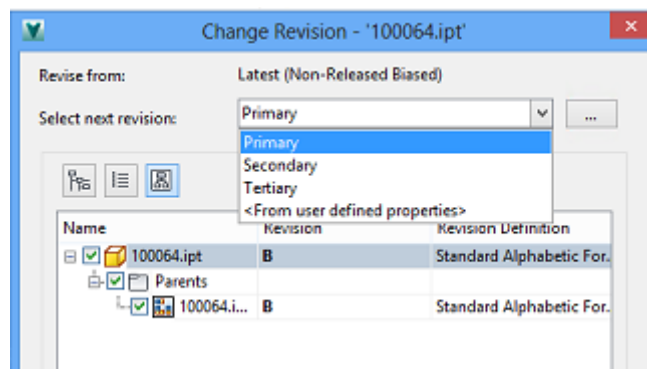 Change Revision - '100064.ipt'
Revise from: Latest (Non-Released Biased)
Select next revision: Primary ...
Primary
Secondary
Tertiary
<From user defined properties>
Name Revision Revision Definition
100064.ipt B Standard Alphabetic For...
Parents
100064.i... B Standard Alphabetic For...